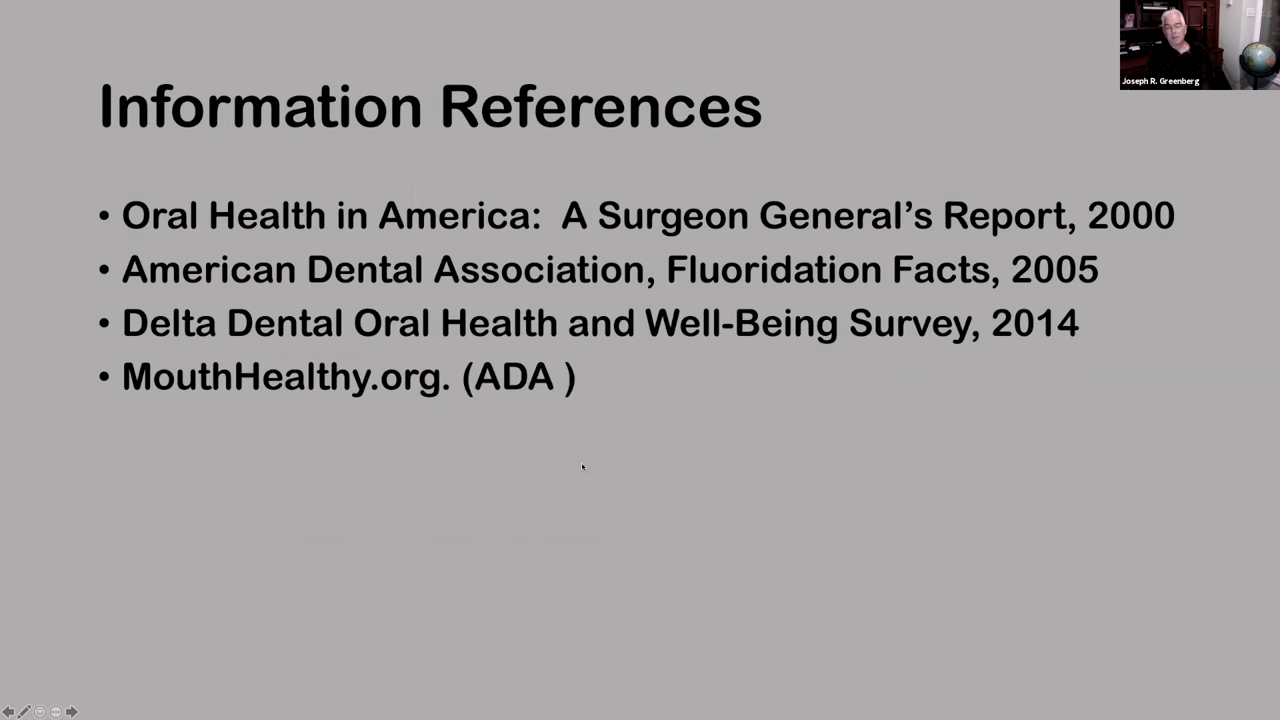 Joseph R. Greenberg
Information References
• Oral Health in America:  A Surgeon General’s Report, 2000
• American Dental Association, Fluoridation Facts, 2005
• Delta Dental Oral Health and Well-Being Survey, 2014
• MouthHealthy.org. (ADA )